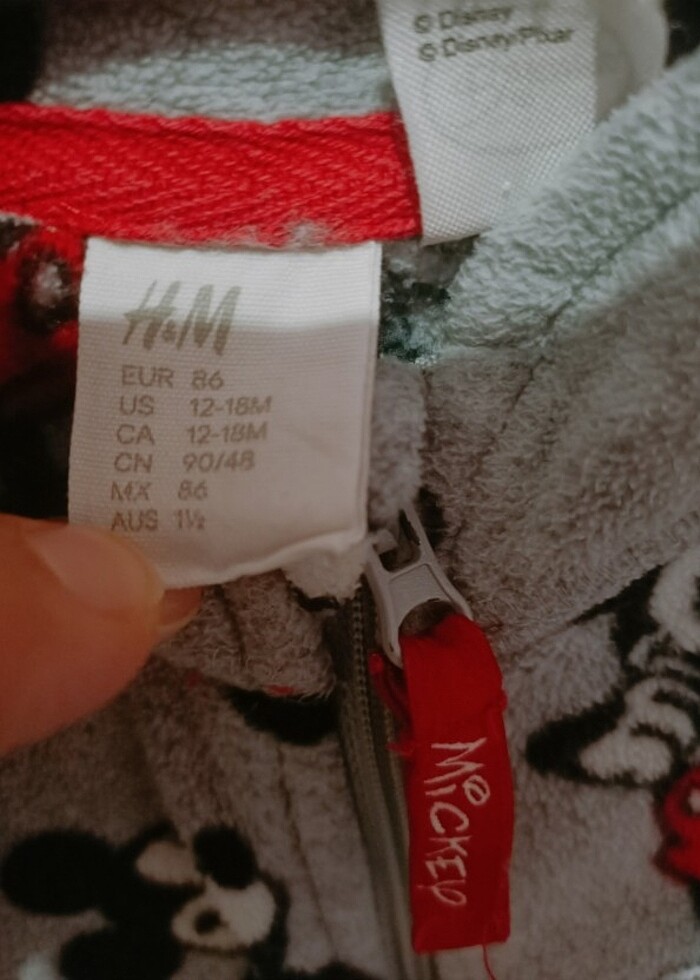 © Disney
© Disney/Pixar
H&M
EUR 86
US 12-18M
CA 12-18M
CN 90/48
MX 86
AUS 1½
MiCKEY